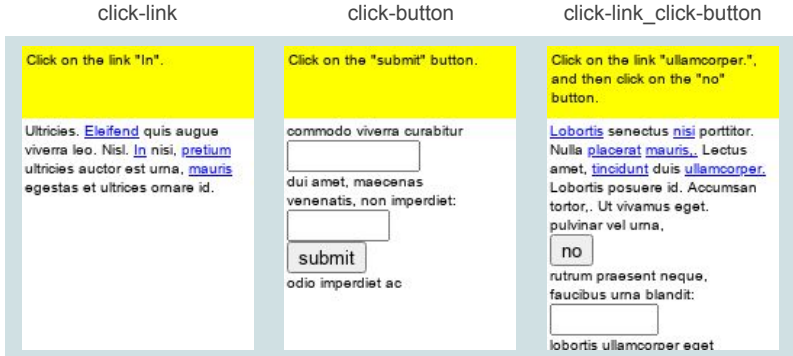 click-link
click-button
click-link_click-button
Click on the link "In".
Ultricies. Eleifend quis augue
viverra leo. Nisl. In nisi, pretium
ultricies auctor est urna, mauris
egestas et ultrices ornare id.
Click on the "submit" button.
commodo viverra curabitur
dui amet, maecenas
venenatis, non imperdiet:
submit
odio imperdiet ac
Click on the link "ullamcorper.",
and then click on the "no"
button.
Lobortis senectus nisi porttitor.
Nulla placerat mauris,. Lectus
amet, tincidunt duis ullamcorper.
Lobortis posuere id. Accumsan
tortor,. Ut vivamus eget.
pulvinar vel urna,
no
rutrum praesent neque,
faucibus urna blandit:
lobortis ullamcorper eget